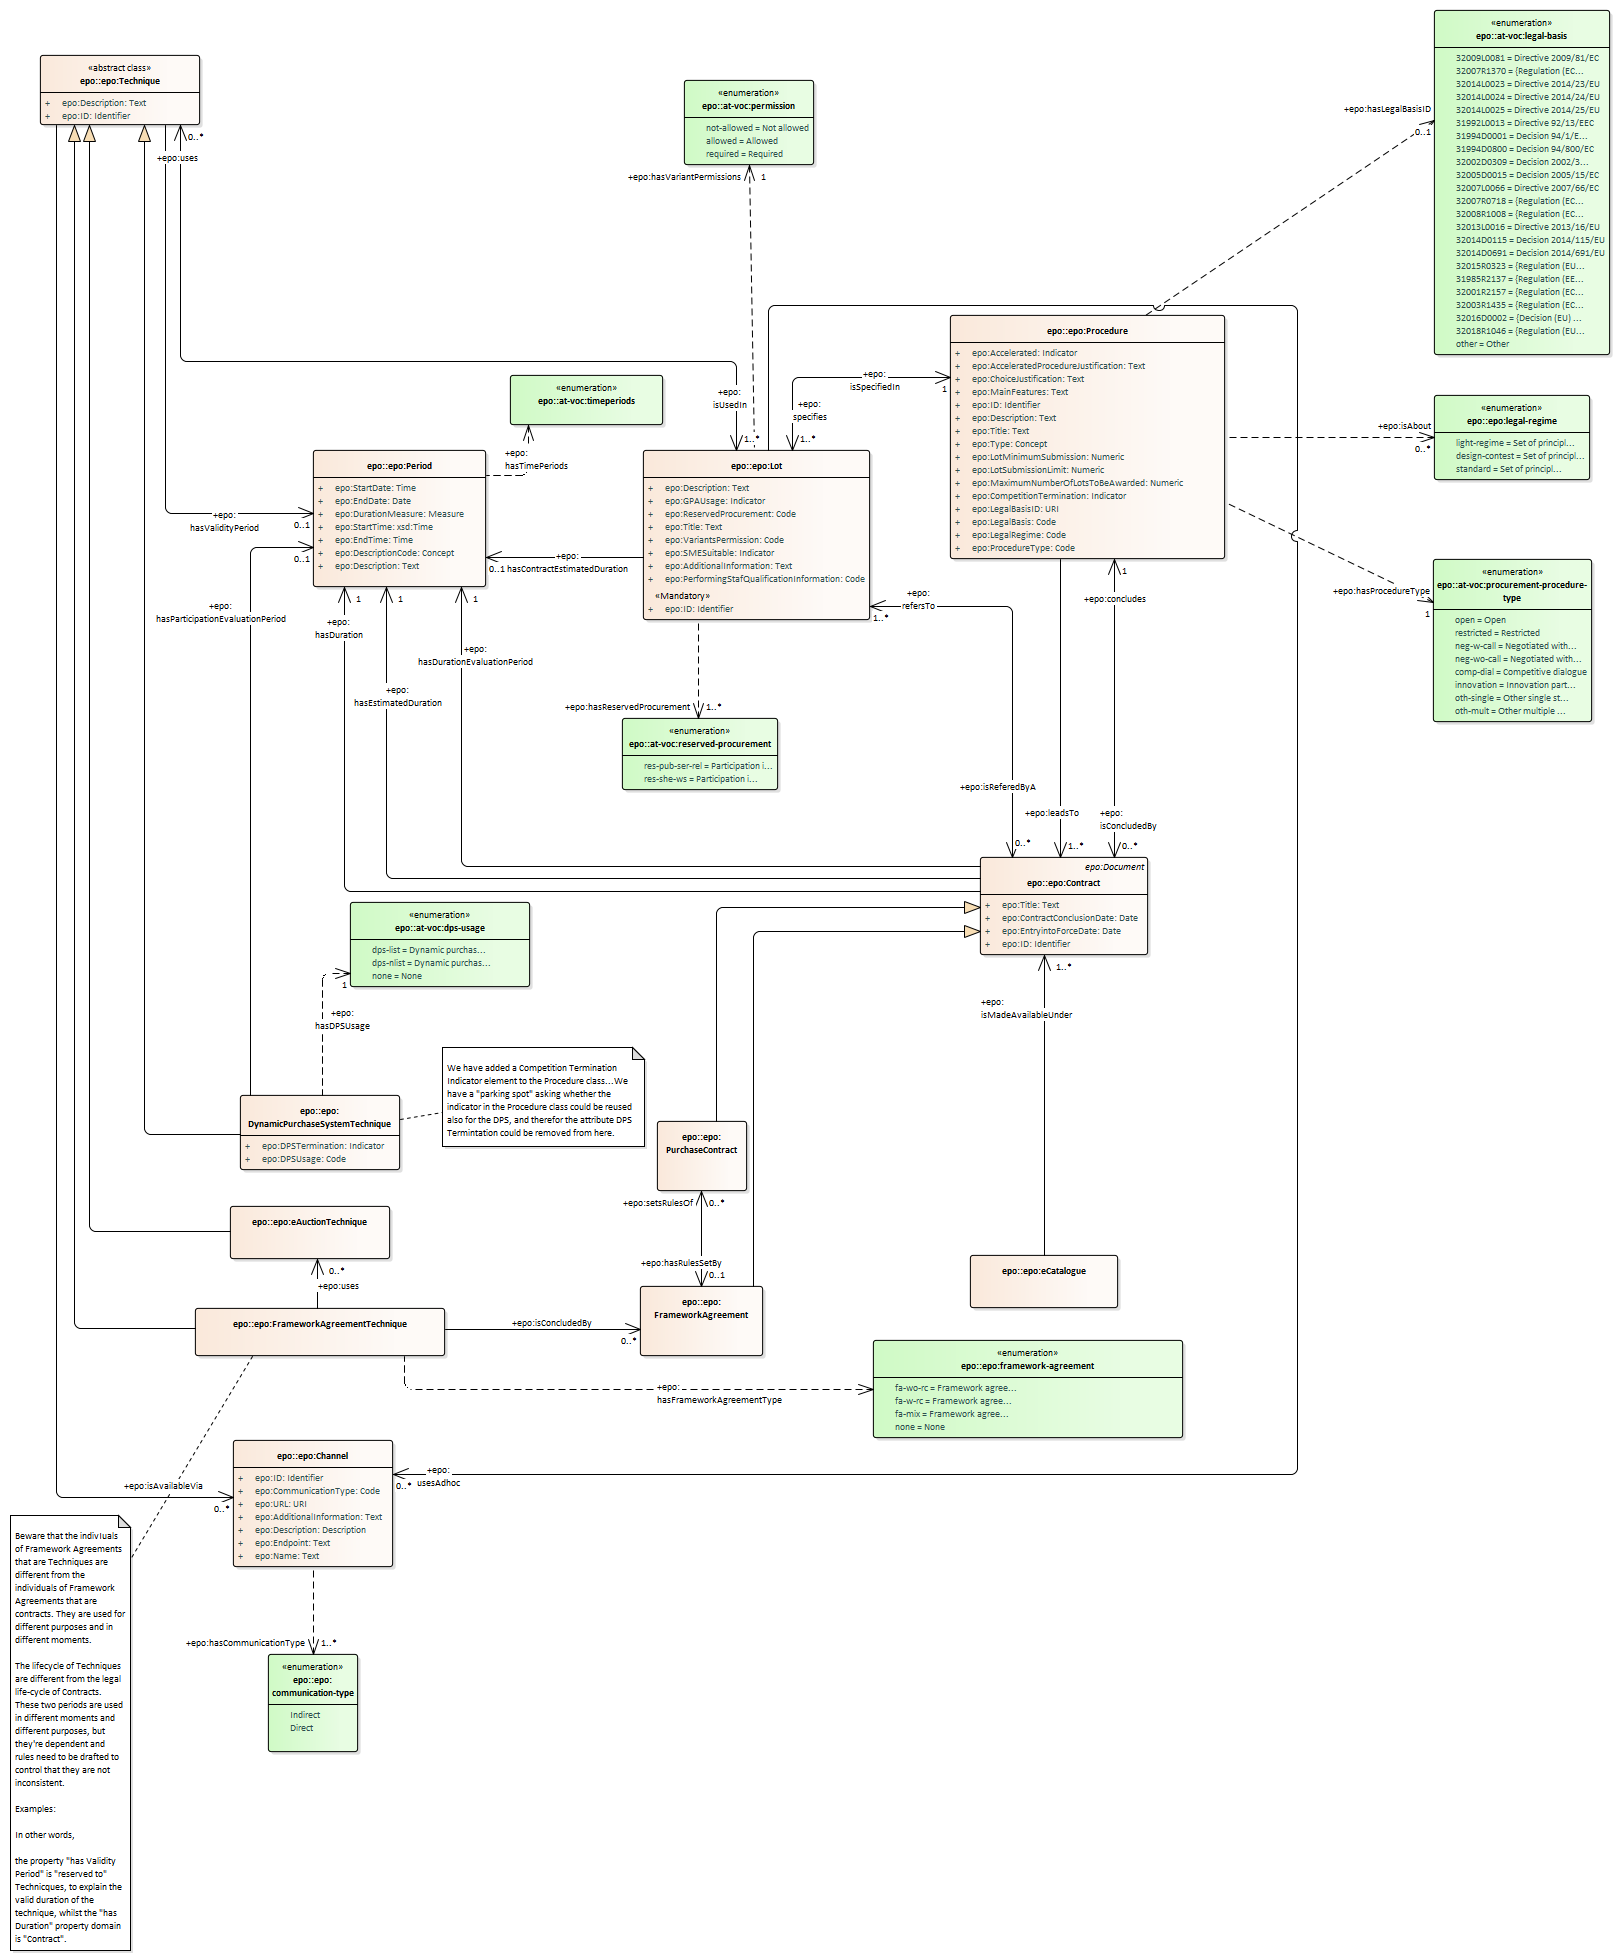 «abstract class»
epo::epo:Technique
+ epo:Description: Text
+ epo:ID: Identifier
0..*
+epo:uses
«enumeration»
epo::at-voc:permission
not-allowed = Not allowed
allowed = Allowed
required = Required
+epo:hasVariantPermissions
1
«enumeration»
epo::at-voc:legal-basis
32009L0081 = Directive 2009/81/EC
32007R1370 = {Regulation (EC...
32014L0023 = Directive 2014/23/EU
32014L0024 = Directive 2014/24/EU
32014L0025 = Directive 2014/25/EU
31992L0013 = Directive 92/13/EEC
31994D0001 = Decision 94/1/E...
31994D0800 = Decision 94/800/EC
32002D0309 = Decision 2002/3...
32005D0015 = Decision 2005/15/EC
32007L0066 = Directive 2007/66/EC
32007R0718 = {Regulation (EC...
32008R1008 = {Regulation (EC...
32013L0016 = Directive 2013/16/EU
32014D0115 = Decision 2014/115/EU
32014D0691 = Decision 2014/691/EU
32015R0323 = {Regulation (EU...
31985R2137 = {Regulation (EE...
32001R2157 = {Regulation (EC...
32003R1435 = {Regulation (EC...
32016D0002 = {Decision (EU) ...
32018R1046 = {Regulation (EU...
other = Other
+epo:hasLegalBasisID
0..1
epo::epo:Procedure
+ epo:Accelerated: Indicator
+ epo:AcceleratedProcedureJustification: Text
+ epo:ChoiceJustification: Text
+ epo:MainFeatures: Text
+ epo:ID: Identifier
+ epo:Description: Text
+ epo:Title: Text
+ epo:Type: Concept
+ epo:LotMinimumSubmission: Numeric
+ epo:LotSubmissionLimit: Numeric
+ epo:MaximumNumberOfLotsToBeAwarded: Numeric
+ epo:CompetitionTermination: Indicator
+ epo:LegalBasisID: URI
+ epo:LegalBasis: Code
+ epo:LegalRegime: Code
+ epo:ProcedureType: Code
+epo:
isSpecifiedIn
1
+epo:
specifies
1..*
+epo:
isUsedIn
1..*
«enumeration»
epo::at-voc:timeperiods
+epo:
hasTimePeriods
«enumeration»
epo::epo:legal-regime
light-regime = Set of principl...
design-contest = Set of principl...
standard = Set of principl...
+epo:isAbout
0..*
epo::epo:Period
+ epo:StartDate: Time
+ epo:EndDate: Date
+ epo:DurationMeasure: Measure
+ epo:StartTime: xsd:Time
+ epo:EndTime: Time
+ epo:DescriptionCode: Concept
+ epo:Description: Text
+epo:
hasValidityPeriod
0..1
0..1
epo::epo:Lot
+ epo:Description: Text
+ epo:GPAUsage: Indicator
+ epo:ReservedProcurement: Code
+ epo:Title: Text
+ epo:VariantsPermission: Code
+ epo:SMESuitable: Indicator
+ epo:AdditionalInformation: Text
+ epo:PerformingStafQualificationInformation: Code
«Mandatory»
+ epo:ID: Identifier
+epo:
0..1 hasContractEstimatedDuration
«enumeration»
epo::at-voc:procurement-procedure-
type
open = Open
restricted = Restricted
neg-w-call = Negotiated with...
neg-wo-call = Negotiated with...
comp-dial = Competitive dialogue
innovation = Innovation part...
oth-single = Other single st...
oth-mult = Other multiple ...
+epo:hasProcedureType
1
+epo:
hasParticipationEvaluationPeriod
1
+epo:
hasDuration
1
+epo:
hasEstimatedDuration
1
+epo:
hasDurationEvaluationPeriod
+epo:
refersTo
1..*
1
+epo:concludes
+epo:hasReservedProcurement
1..*
«enumeration»
epo::at-voc:reserved-procurement
res-pub-ser-rel = Participation i...
res-she-ws = Participation i...
+epo:isReferedByA
0..*
+epo:leadsTo
1..*
+epo:
isConcludedBy
0..*
epo:Document
epo::epo:Contract
+ epo:Title: Text
+ epo:ContractConclusionDate: Date
+ epo:EntryintoForceDate: Date
+ epo:ID: Identifier
1..*
+epo:
isMadeAvailableUnder
«enumeration»
epo::at-voc:dps-usage
dps-list = Dynamic purchas...
dps-nlist = Dynamic purchas...
none = None
1
+epo:
hasDPSUsage
We have added a Competition Termination
Indicator element to the Procedure class...We
have a "parking spot" asking whether the
indicator in the Procedure class could be reused
also for the DPS, and therefor the attribute DPS
Termintation could be removed from here.
epo::epo:
DynamicPurchaseSystemTechnique
+ epo:DPSTermination: Indicator
+ epo:DPSUsage: Code
epo::epo:
PurchaseContract
+epo:setsRulesOf
0..*
+epo:hasRulesSetBy
0..1
epo::epo:eAuctionTechnique
0..*
+epo:uses
epo::epo:eCatalogue
epo::epo:FrameworkAgreementTechnique
+epo:isConcludedBy
0..*
epo::epo:
FrameworkAgreement
«enumeration»
epo::epo:framework-agreement
fa-wo-rc = Framework agree...
fa-w-rc = Framework agree...
fa-mix = Framework agree...
none = None
+epo:
hasFrameworkAgreementType
epo::epo:Channel
+ epo:ID: Identifier
+ epo:CommunicationType: Code
+ epo:URL: URI
+ epo:AdditionalInformation: Text
+ epo:Description: Description
+ epo:Endpoint: Text
+ epo:Name: Text
+epo:
0..* usesAdhoc
+epo:isAvailableVia
0..*
+epo:hasCommunicationType
1..*
«enumeration»
epo::epo:
communication-type
Indirect
Direct
Beware that the indivIuals
of Framework Agreements
that are Techniques are
different from the
individuals of Framework
Agreements that are
contracts. They are used for
different purposes and in
different moments.
The lifecycle of Techniques
are different from the legal
life-cycle of Contracts.
These two periods are used
in different moments and
different purposes, but
they're dependent and
rules need to be drafted to
control that they are not
inconsistent.
Examples:
In other words,
the property "has Validity
Period" is "reserved to"
Technicques, to explain the
valid duration of the
technique, whilst the "has
Duration" property domain
is "Contract".